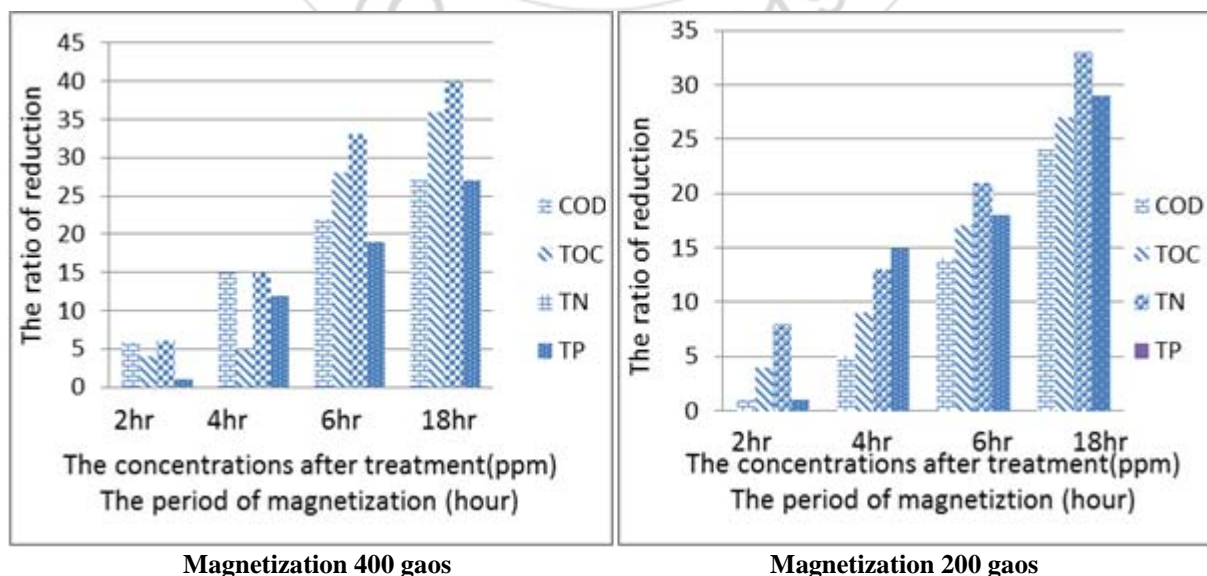 45
40
35
30
25
20
15
10
5
0
The ratio of reduction
2hr 4hr 6hr 18hr
The concentrations after treatment(ppm)
The period of magnetization (hour)
COD
TOC
TN
TP
Magnetization 400 gaos
35
30
25
20
15
10
5
0
The ratio of reduction
2hr 4hr 6hr 18hr
The concentrations after treatment(ppm)
The period of magnetiztion (hour)
COD
TOC
TN
TP
Magnetization 200 gaos